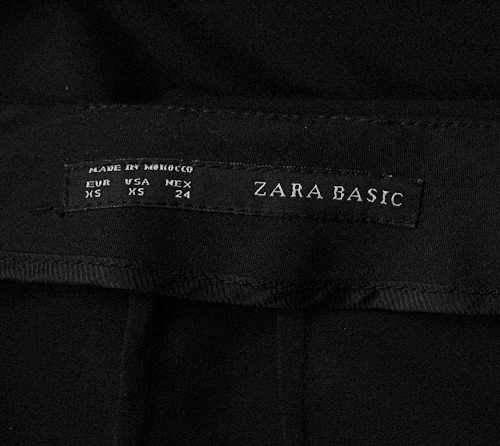 MADE IN MOROCCO
EUR USA MEX
XS XS 24
ZARA BASIC